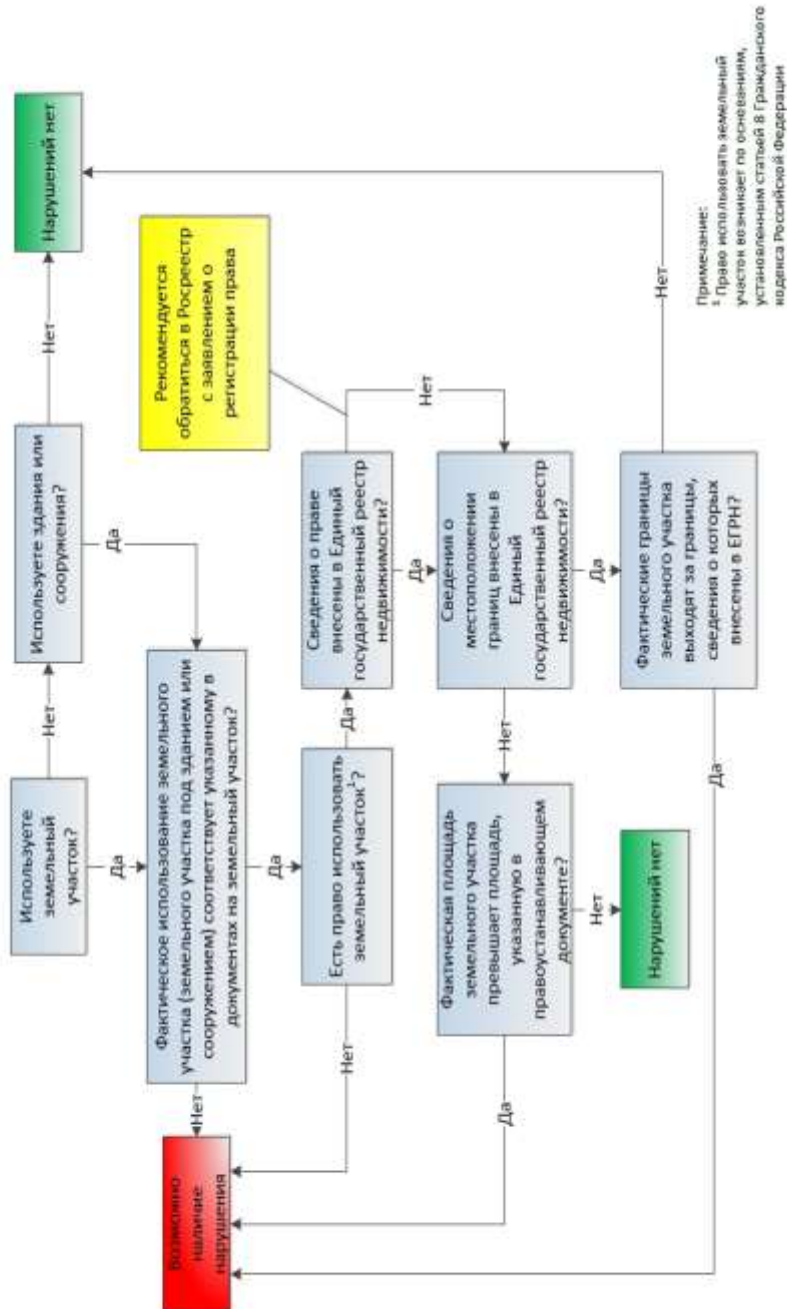 Используете
земельный
участок?
Нет
Используете здания или
сооружения?
Нет
Нарушений нет
Да
Да
Фактическое использование земельного
участка (земельного участка под зданием или
сооружением) соответствует указанному в
документах на земельный участок?
Нет
Возможно
наличие
нарушения
Да
Есть право использовать
земельный участок¹?
Нет
Да
Сведения о праве
внесены в Единый
государственный реестр
недвижимости?
Рекомендуется
обратиться в Росреестр
с заявлением о
регистрации права
Нет
Да
Сведения о
местоположении
границ внесены в
Единый
государственный реестр
недвижимости?
Нет
Фактическая площадь
земельного участка
превышает площадь,
указанную в
правоустанавливающем
документе?
Да
Нет
Нарушений нет
Да
Фактические границы
земельного участка
выходят за границы,
сведения о которых
внесены в ЕГРН?
Да
Нет
Примечание:
¹ Право использовать земельный
участок возникает по основаниям,
установленным статьей 8 Гражданского
кодекса Российской Федерации